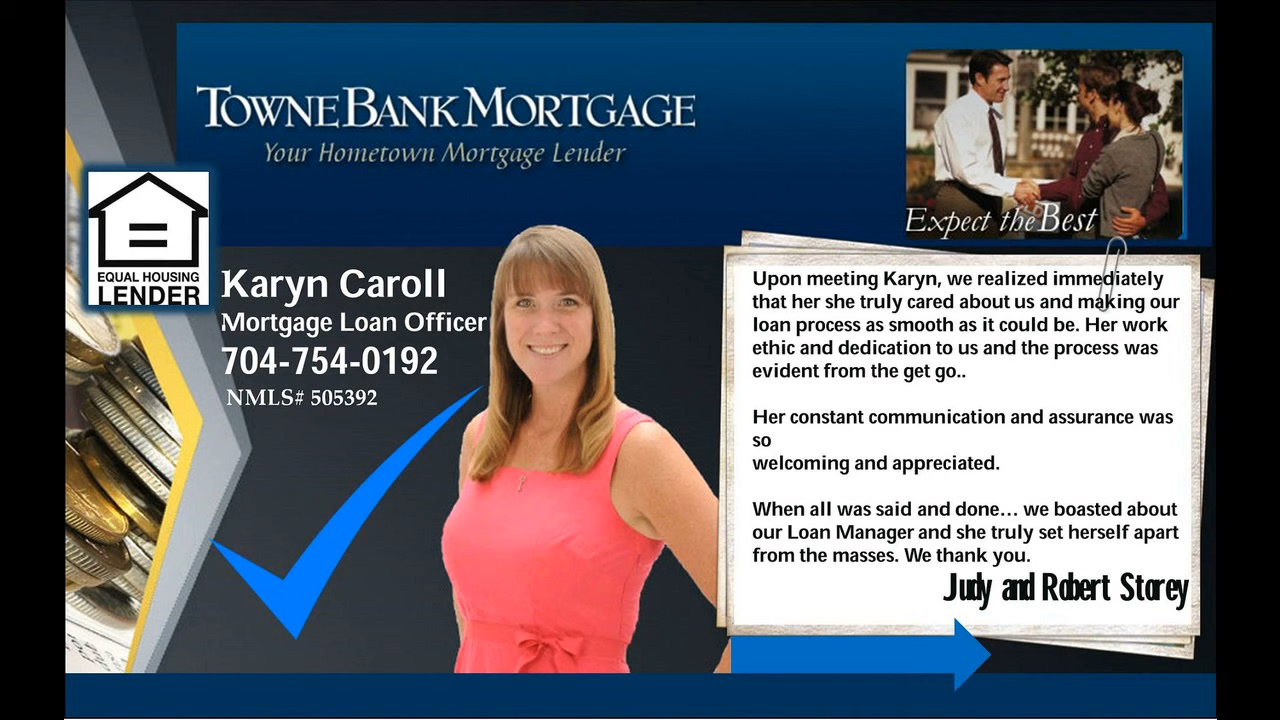 TOWNEBANK MORTGAGE
Your Hometown Mortgage Lender
Expect the Best
EQUAL HOUSING
LENDER
Karyn Caroll
Mortgage Loan Officer
704-754-0192
NMLS# 505392
Upon meeting Karyn, we realized immediately
that her she truly cared about us and making our
loan process as smooth as it could be. Her work
ethic and dedication to us and the process was
evident from the get go..
Her constant communication and assurance was
so
welcoming and appreciated.
When all was said and done… we boasted about
our Loan Manager and she truly set herself apart
from the masses. We thank you.
Judy and Robert Storey